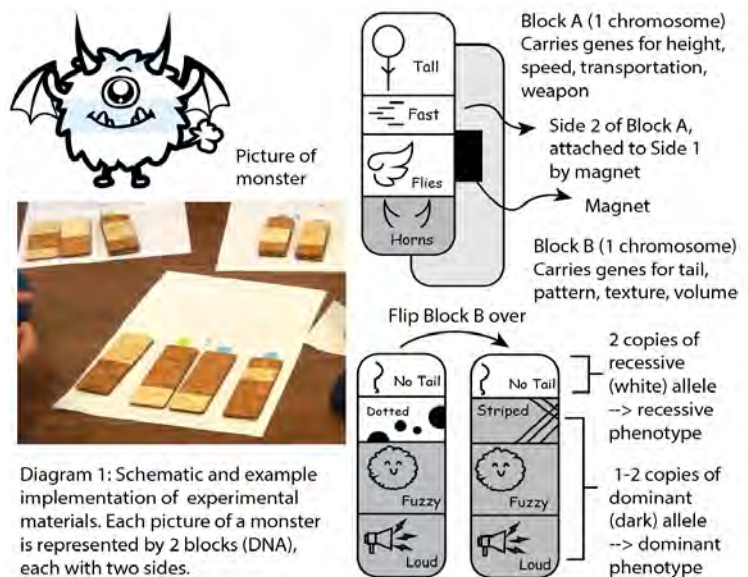 Picture of
monster
Tall
Fast
Flies
Horns
Block A (1 chromosome)
Carries genes for height,
speed, transportation,
weapon
Side 2 of Block A,
attached to Side 1
by magnet
Magnet
Block B (1 chromosome)
Carries genes for tail,
pattern, texture, volume
Flip Block B over
No Tail
Dotted
Fuzzy
Loud
No Tail
Striped
Fuzzy
Loud
2 copies of
recessive
(white) allele
--> recessive
phenotype
1-2 copies of
dominant
(dark) allele
--> dominant
phenotype
Diagram 1: Schematic and example
implementation of experimental
materials. Each picture of a monster
is represented by 2 blocks (DNA),
each with two sides.